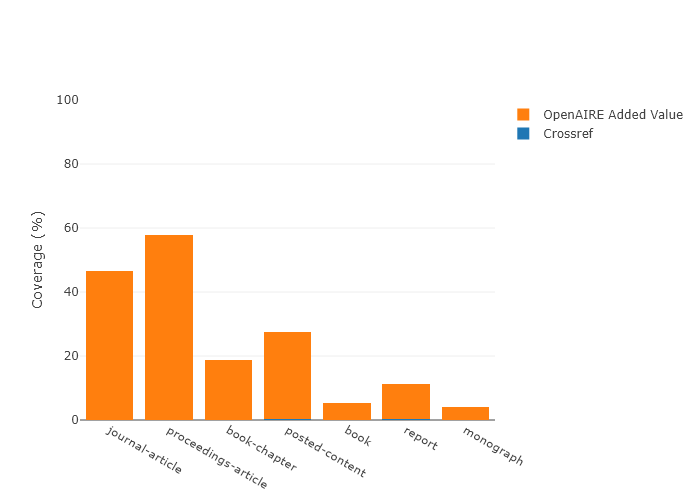 OpenAIRE Added Value
Crossref
Coverage (%)
100
80
60
40
20
0
journal-article
proceedings-article
book-chapter
posted-content
book
report
monograph